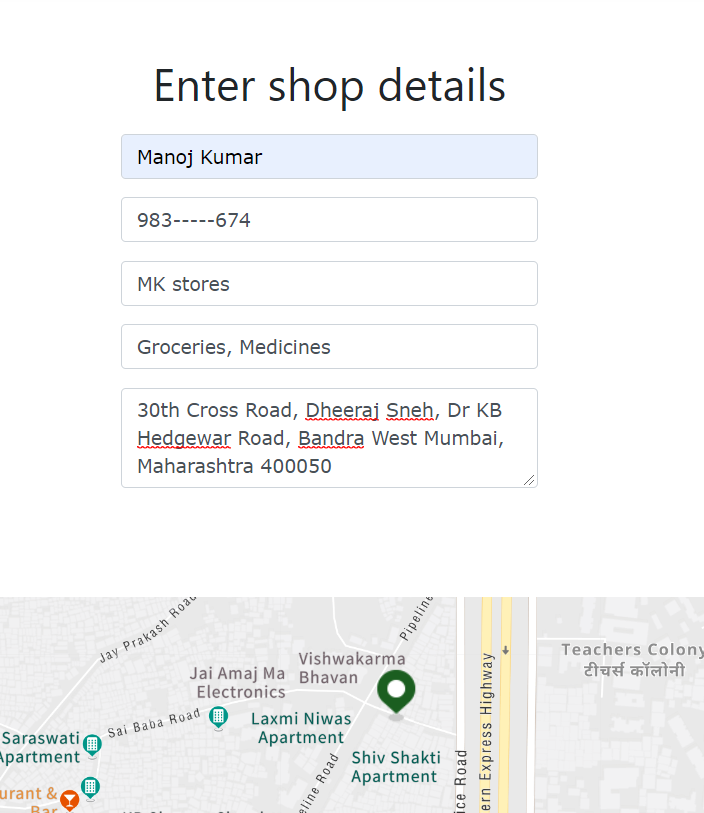 Enter shop details
Manoj Kumar
983-----674
MK stores
Groceries, Medicines
30th Cross Road, Dheeraj Sneh, Dr KB
Hedgewar Road, Bandra West Mumbai,
Maharashtra 400050
Jay Prakash Road
Pipeline
Teachers Colony
टीचर्स कॉलोनी
Vishwakarma
Bhavan
Jai Amaj Ma
Electronics
Sai Baba Road
Laxmi Niwas
Apartment
Saraswati
Apartment
Shiv Shakti
Apartment
ern Express Highway
ice Road
eline Road
urant &
Bar